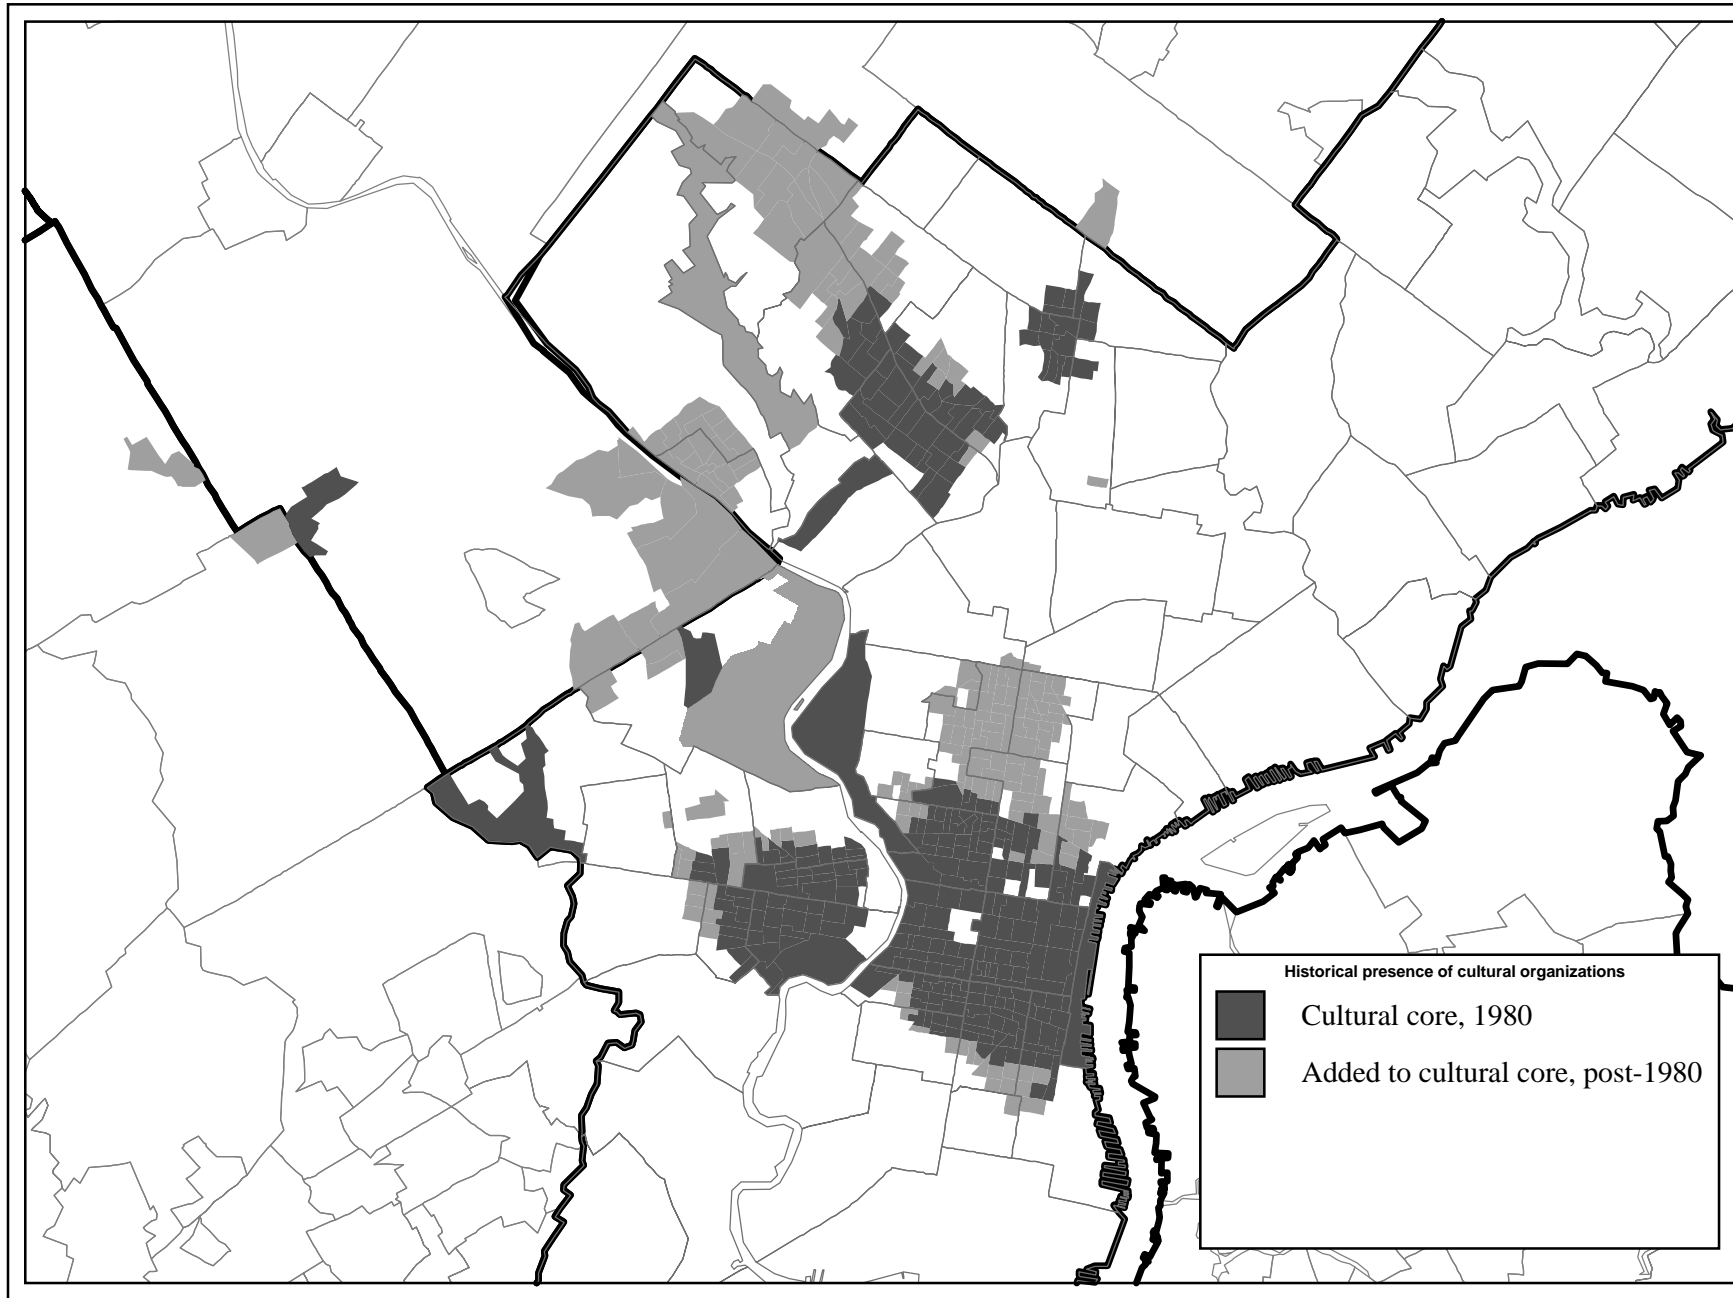 Historical presence of cultural organizations
Cultural core, 1980
Added to cultural core, post-1980